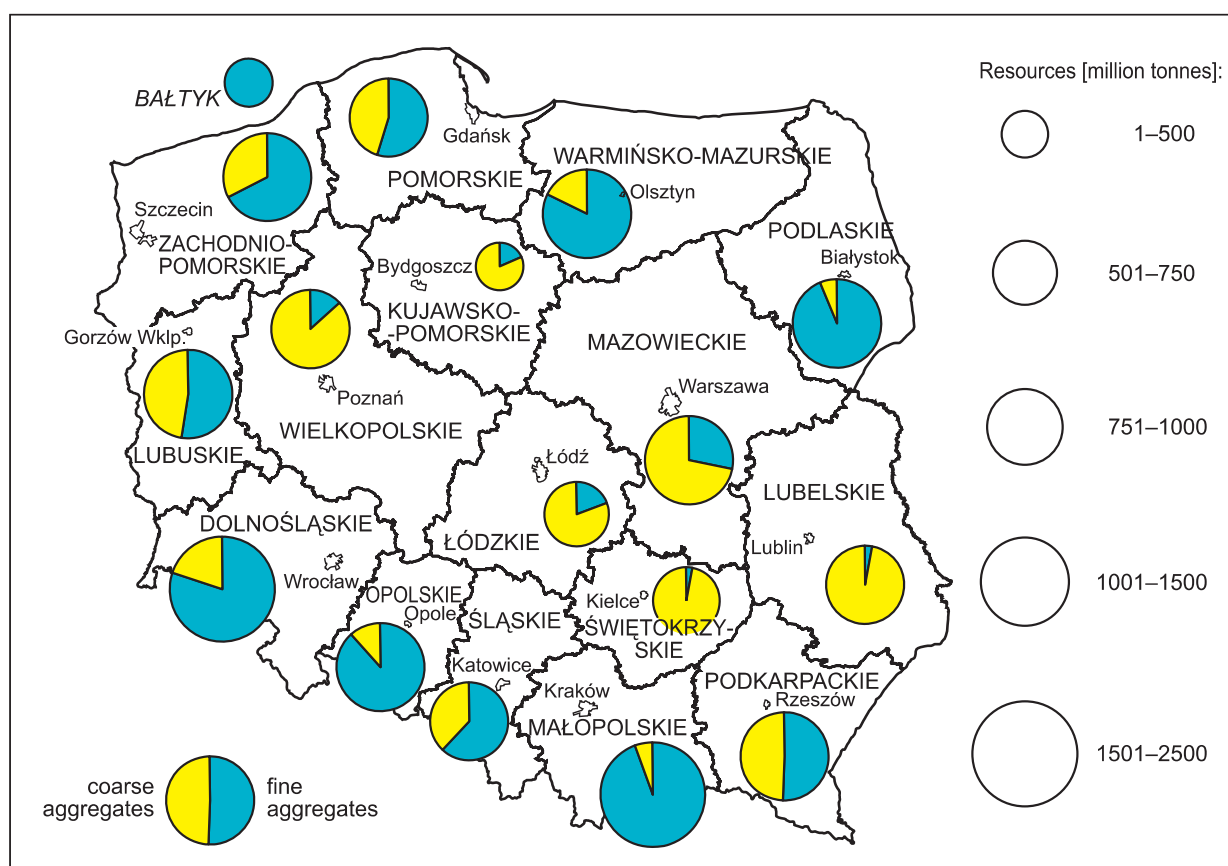 Resources [million tonnes]:
1–500
501–750
751–1000
1001–1500
1501–2500
BAŁTYK
Gdańsk
POMORSKIE
WARMIŃSKO-MAZURSKIE
Olsztyn
Szczecin
ZACHODNIO-
POMORSKIE
PODLASKIE
Białystok
Bydgoszcz
KUJAWSKO-
-POMORSKIE
Gorzów Wklp.
MAZOWIECKIE
Warszawa
Poznań
WIELKOPOLSKIE
LUBUSKIE
Łódź
ŁÓDZKIE
LUBELSKIE
Lublin
DOLNOŚLĄSKIE
Wrocław
OPOLSKIE
Opole
ŚLĄSKIE
Katowice
Kielce
ŚWIĘTOKRZY-
SKIE
Kraków
MAŁOPOLSKIE
PODKARPACKIE
Rzeszów
coarse
aggregates
fine
aggregates